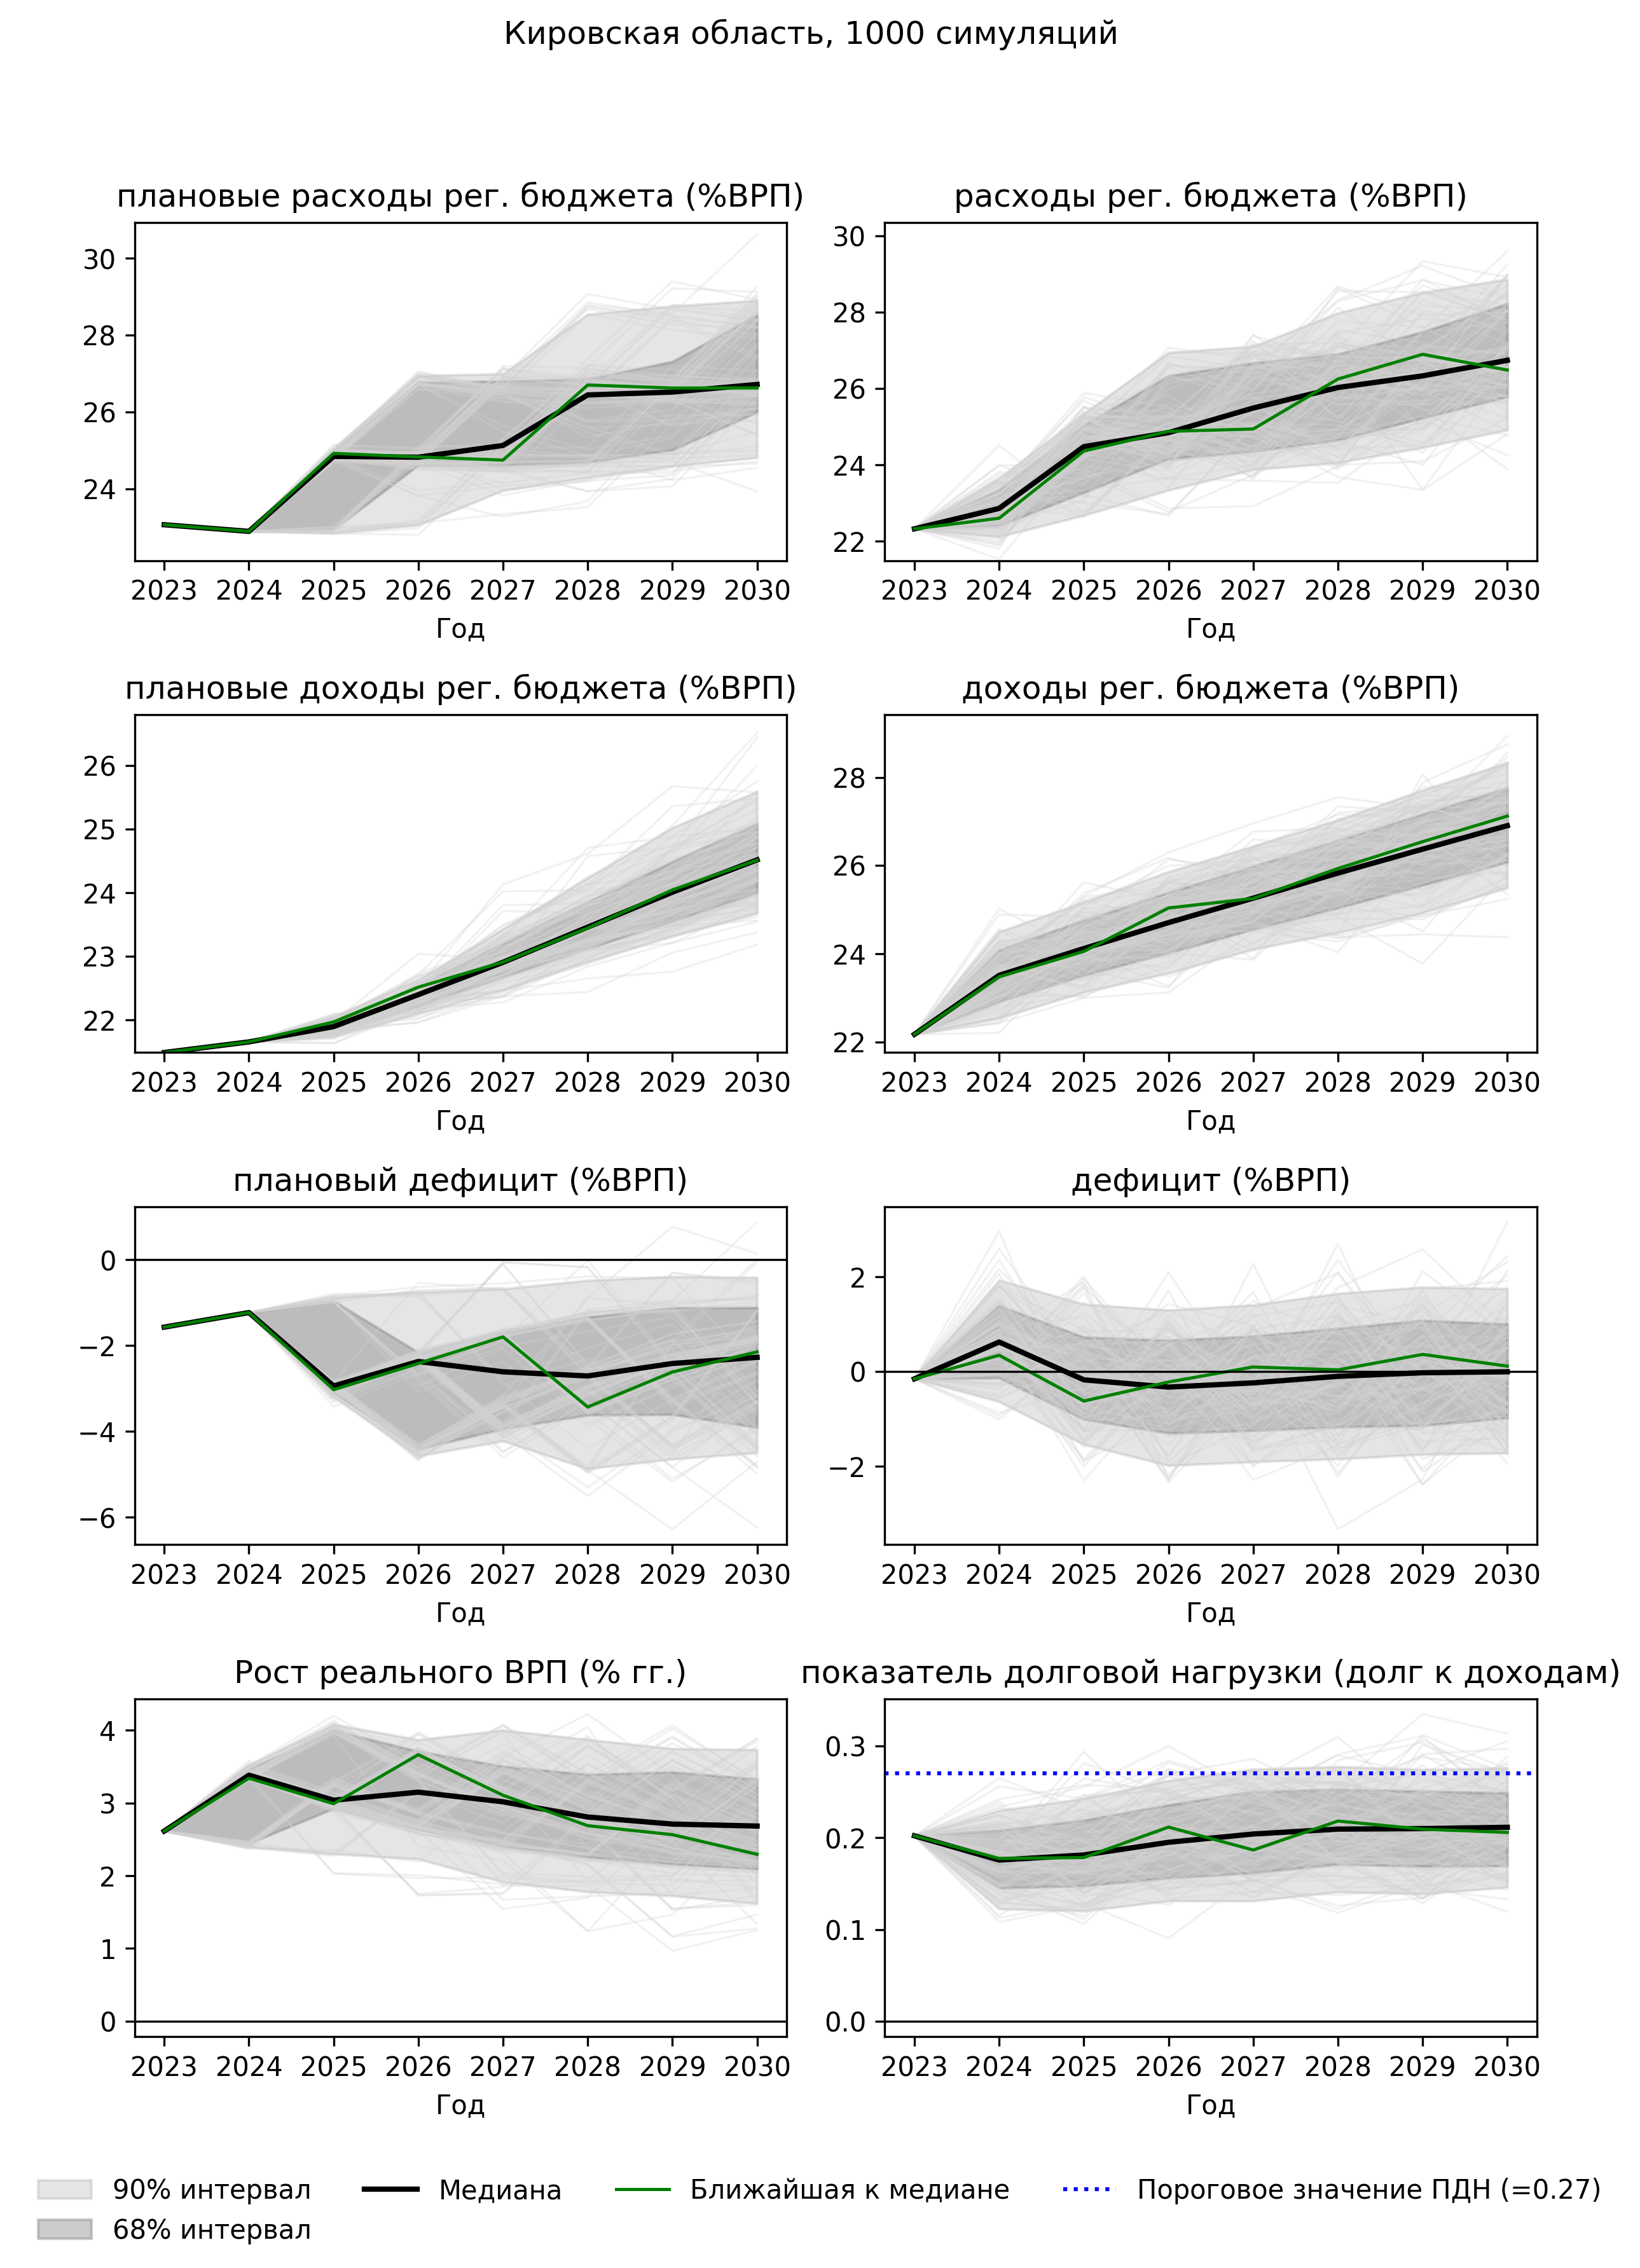 Кировская область, 1000 симуляций
плановые расходы рег. бюджета (%ВРП)
30
28
26
24
2023 2024 2025 2026 2027 2028 2029 2030
Год
расходы рег. бюджета (%ВРП)
30
28
26
24
22
2023 2024 2025 2026 2027 2028 2029 2030
Год
плановые доходы рег. бюджета (%ВРП)
26
25
24
23
22
2023 2024 2025 2026 2027 2028 2029 2030
Год
доходы рег. бюджета (%ВРП)
28
26
24
22
2023 2024 2025 2026 2027 2028 2029 2030
Год
плановый дефицит (%ВРП)
0
−2
−4
−6
2023 2024 2025 2026 2027 2028 2029 2030
Год
дефицит (%ВРП)
2
0
−2
2023 2024 2025 2026 2027 2028 2029 2030
Год
Рост реального ВРП (% гг.)
4
3
2
1
0
2023 2024 2025 2026 2027 2028 2029 2030
Год
показатель долговой нагрузки (долг к доходам)
0.3
0.2
0.1
0.0
2023 2024 2025 2026 2027 2028 2029 2030
Год
90% интервал
68% интервал
Медиана
Ближайшая к медиане
Пороговое значение ПДН (=0.27)